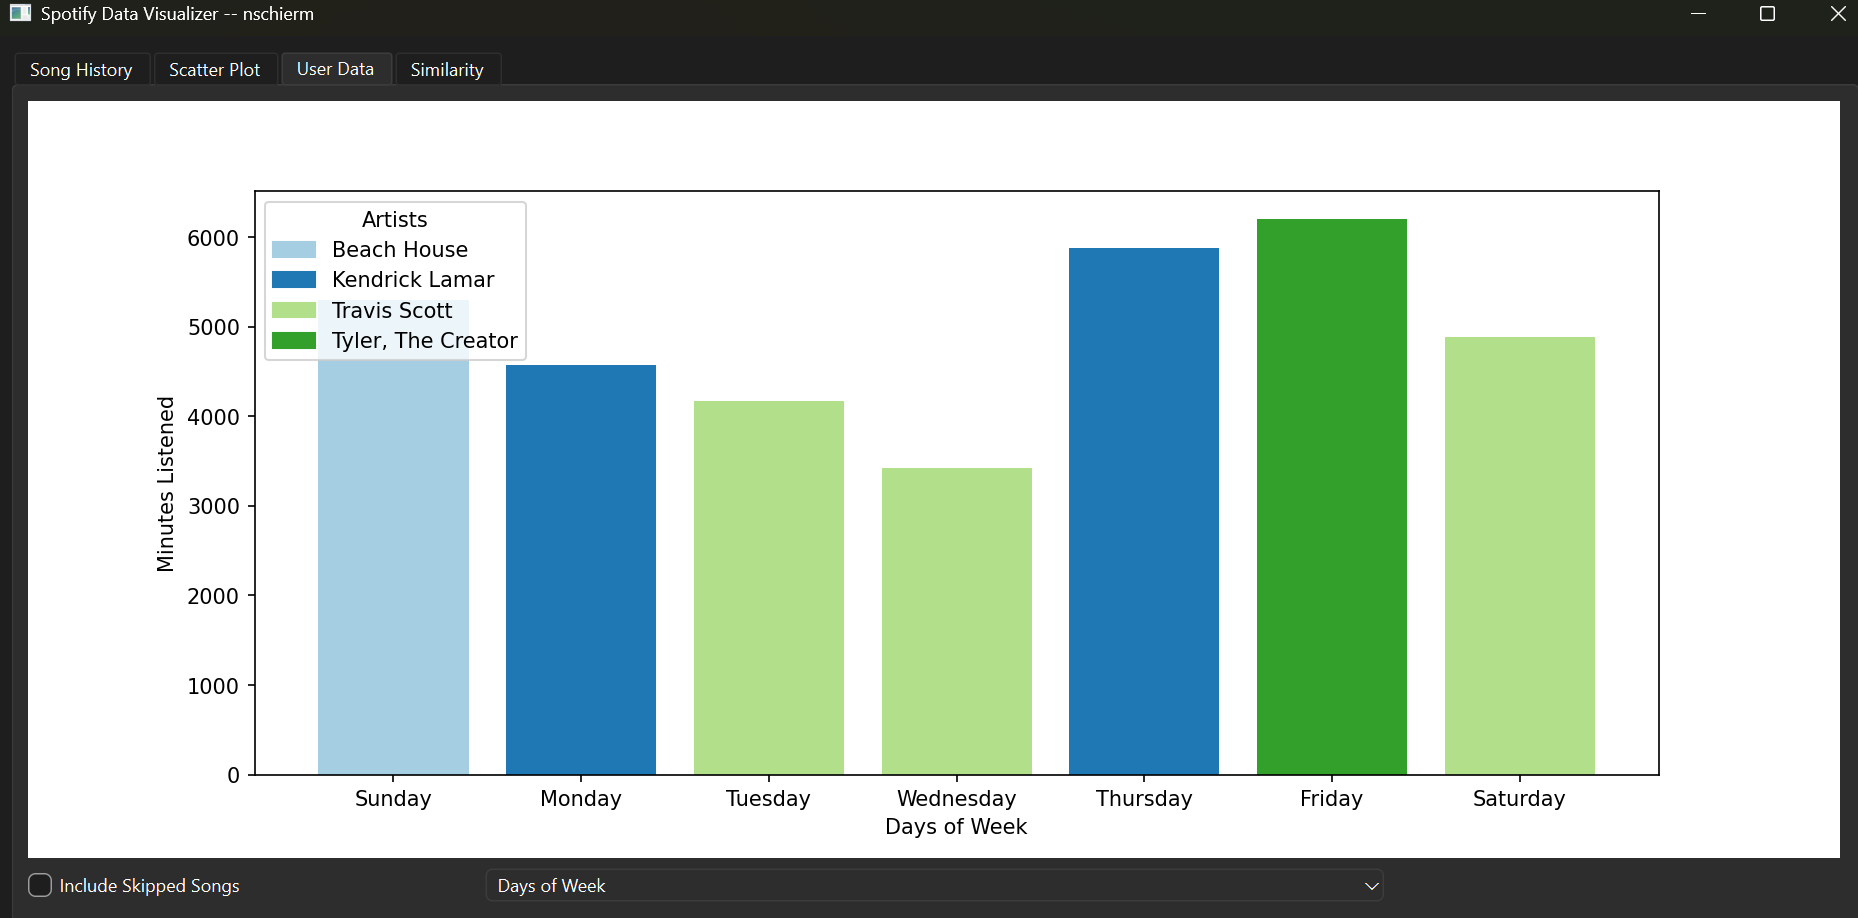 Spotify Data Visualizer -- nschierm
Song History Scatter Plot User Data Similarity
Artists
Beach House
Kendrick Lamar
Travis Scott
Tyler, The Creator
Minutes Listened
6000
5000
4000
3000
2000
1000
0
Sunday Monday Tuesday Wednesday Thursday Friday Saturday
Days of Week
Include Skipped Songs
Days of Week